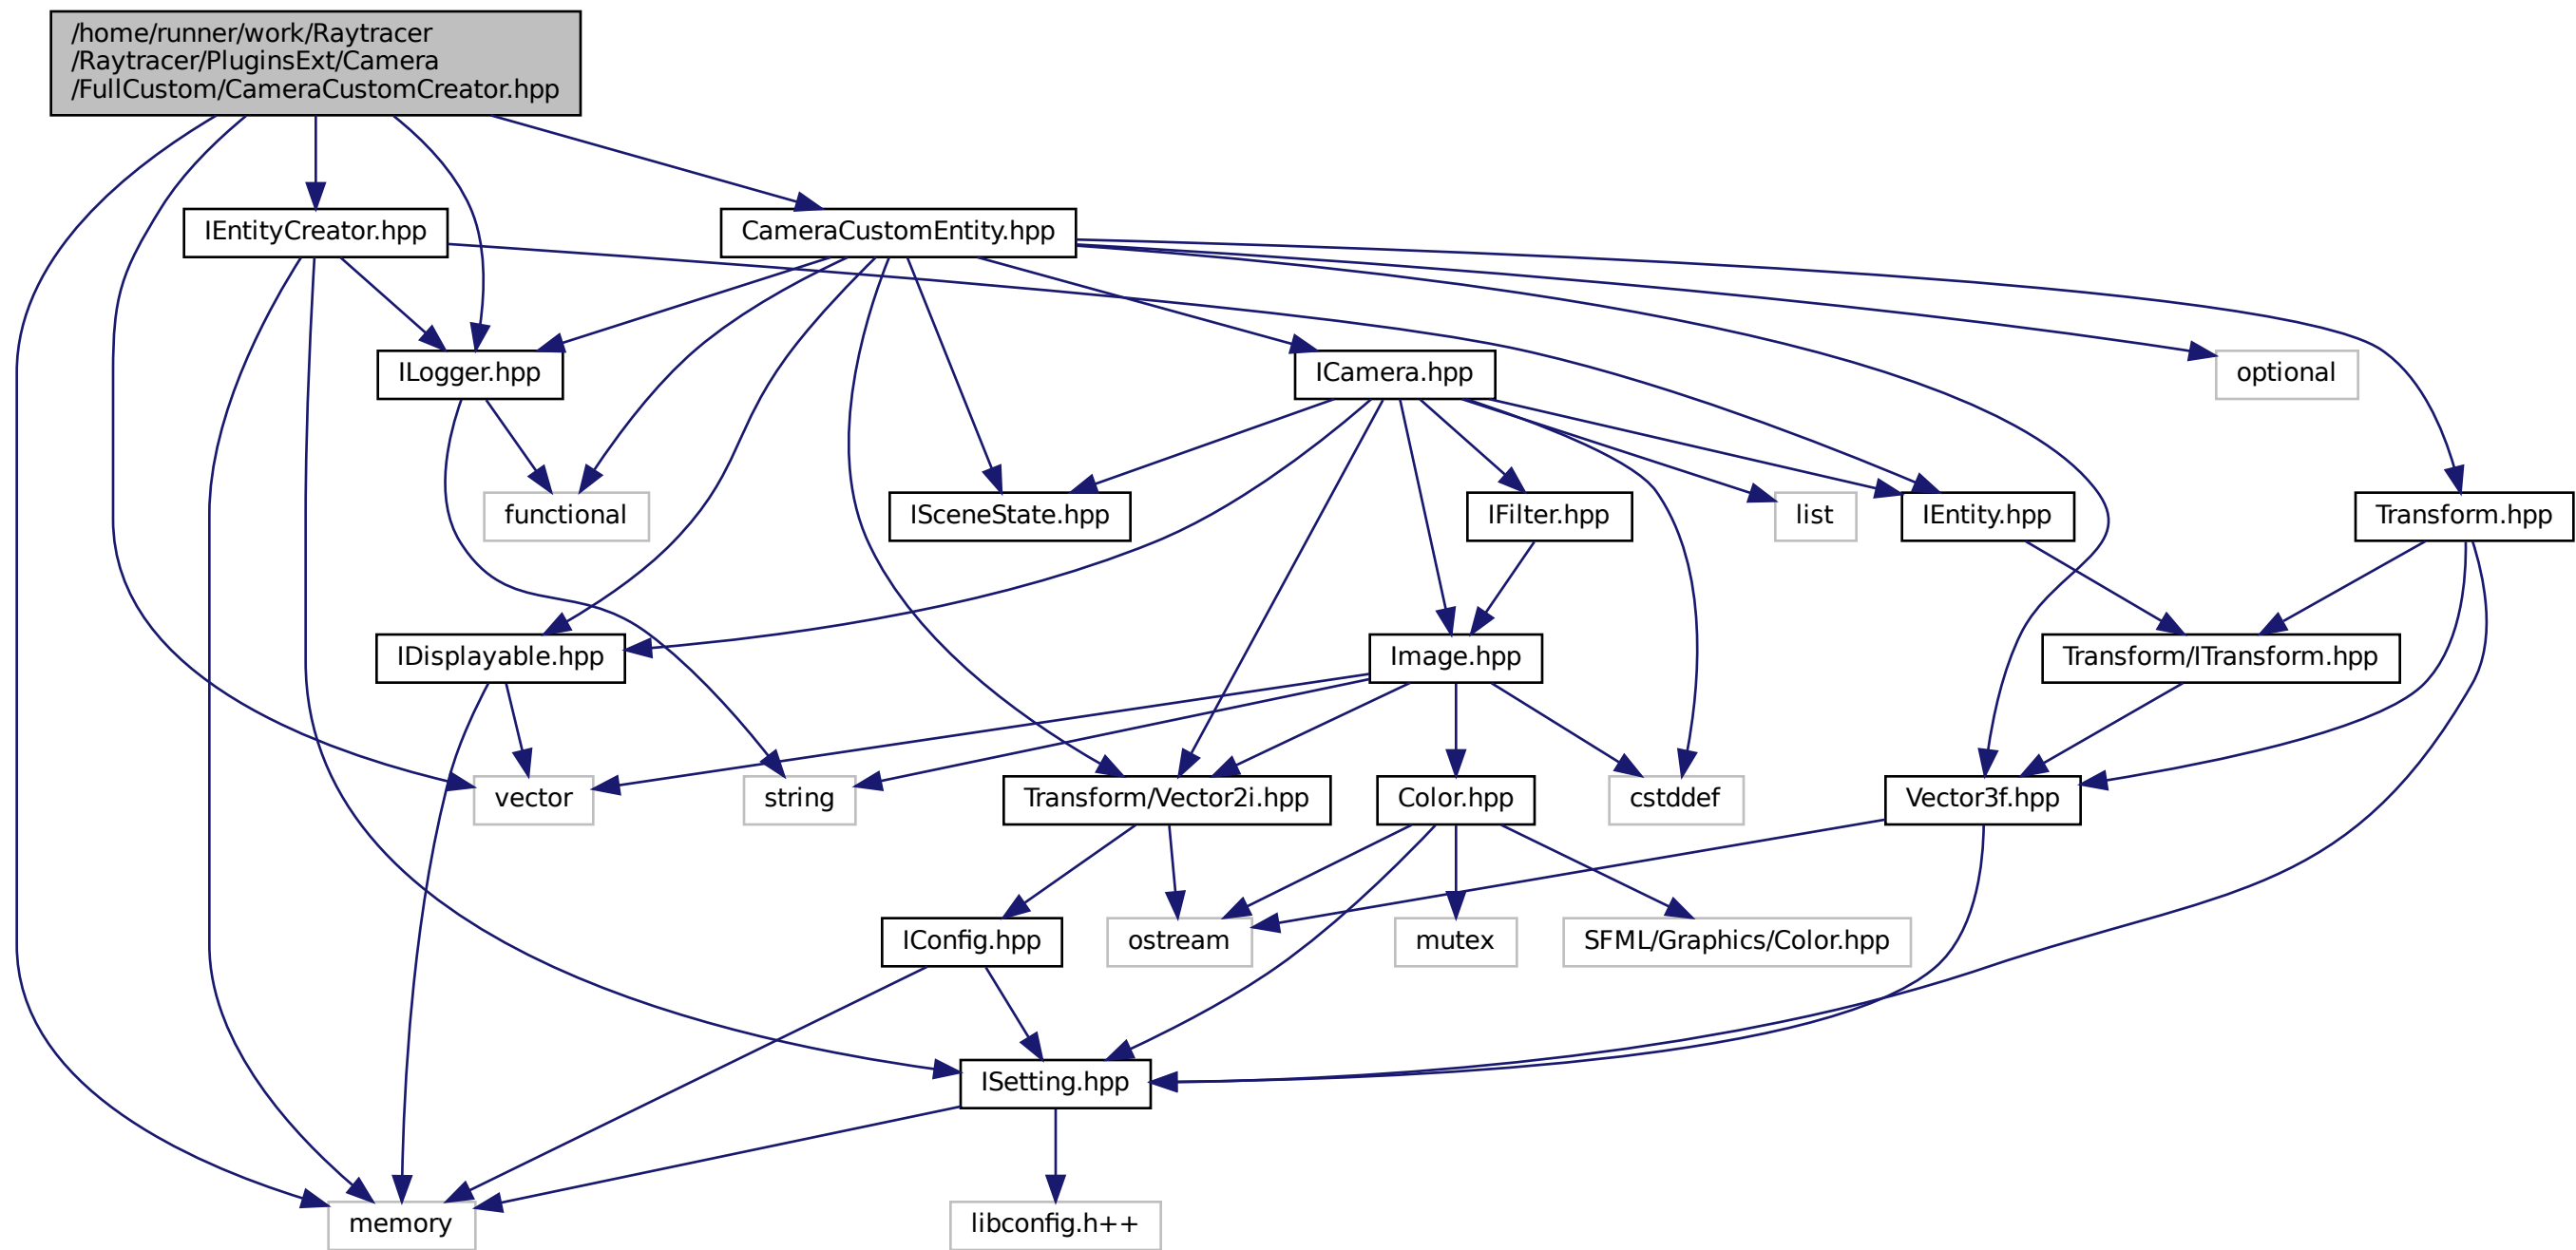 /home/runner/work/Raytracer
/Raytracer/PluginsExt/Camera
/FullCustom/CameraCustomCreator.hpp
IEntityCreator.hpp
CameraCustomEntity.hpp
ILogger.hpp
ICamera.hpp
optional
functional
ISceneState.hpp
IFilter.hpp
list
IEntity.hpp
Transform.hpp
IDisplayable.hpp
Image.hpp
Transform/ITransform.hpp
vector
string
Transform/Vector2i.hpp
Color.hpp
cstddef
Vector3f.hpp
IConfig.hpp
ostream
mutex
SFML/Graphics/Color.hpp
ISetting.hpp
memory
libconfig.h++